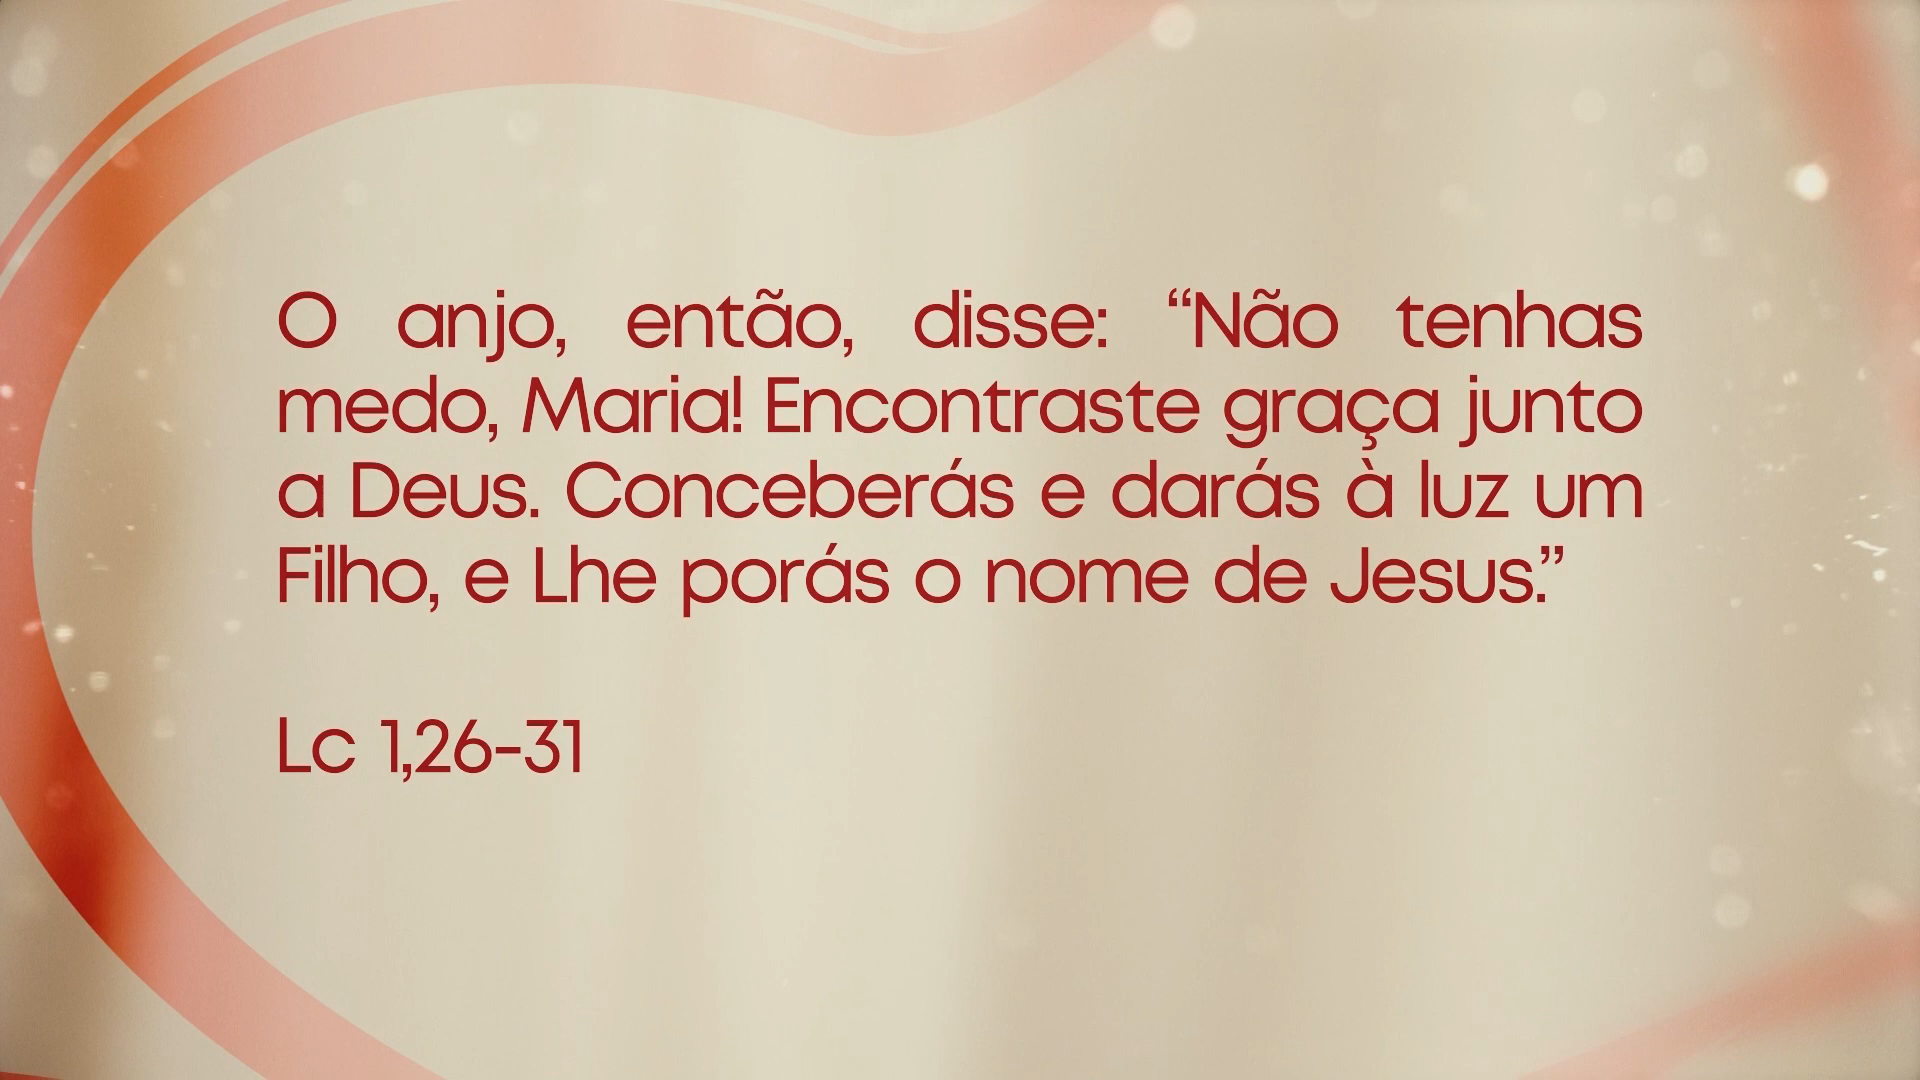 O anjo, então, disse: “Não tenhas
medo, Maria! Encontraste graça junto
a Deus. Conceberás e darás à luz um
Filho, e Lhe porás o nome de Jesus.”
Lc 1,26-31